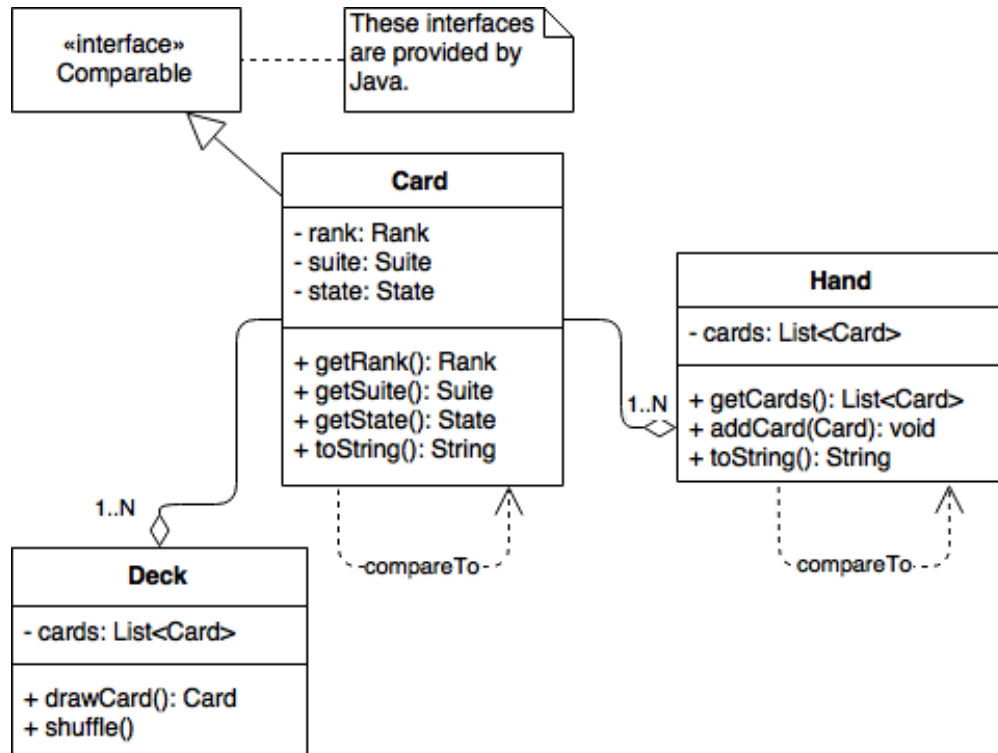 «interface»
Comparable
These interfaces
are provided by
Java.
Card
- rank: Rank
- suite: Suite
- state: State
+ getRank(): Rank
+ getSuite(): Suite
+ getState(): State
+ toString(): String
Hand
- cards: List<Card>
+ getCards(): List<Card>
+ addCard(Card): void
+ toString(): String
1..N
1..N
compareTo
compareTo
Deck
- cards: List<Card>
+ drawCard(): Card
+ shuffle()